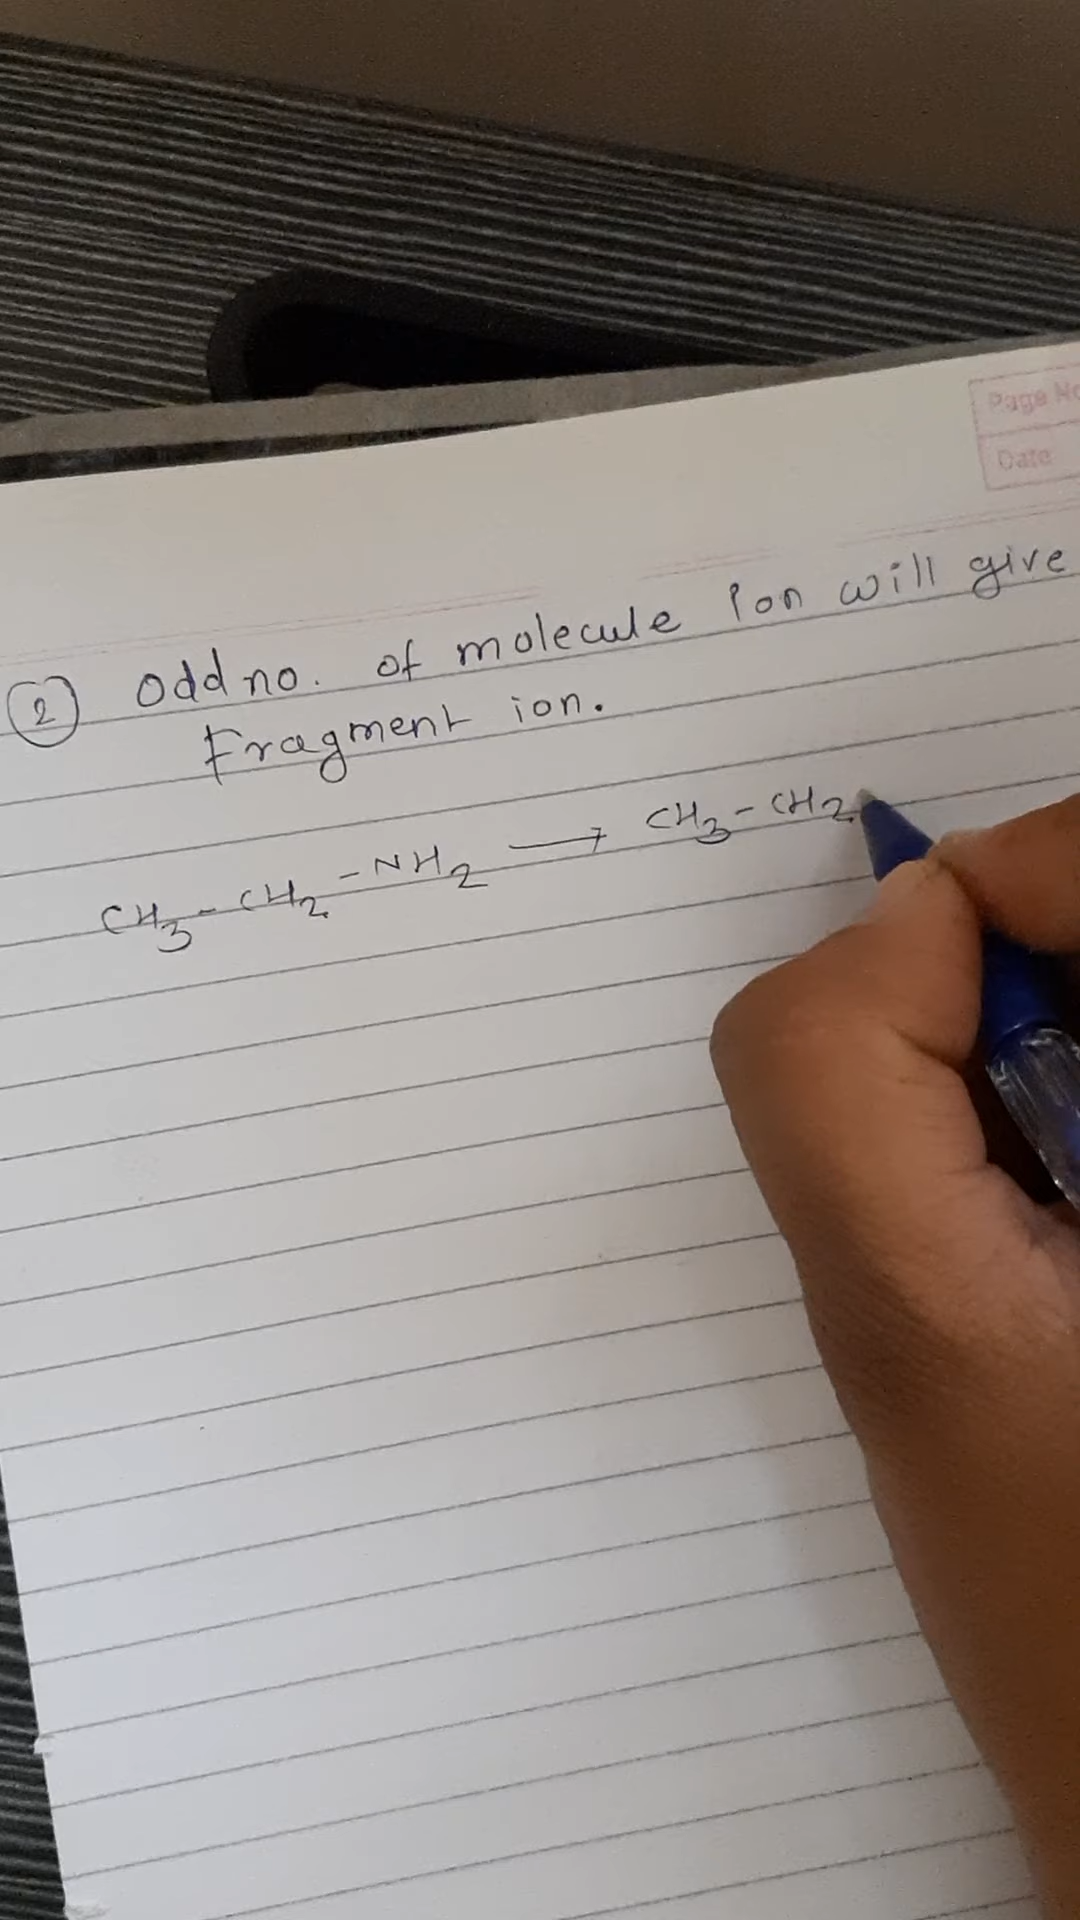 Page No
Date
② Odd no. of molecule Ion will give
Fragment ion.
CH₃ - CH₂ - NH₂ → CH₃ - CH₂